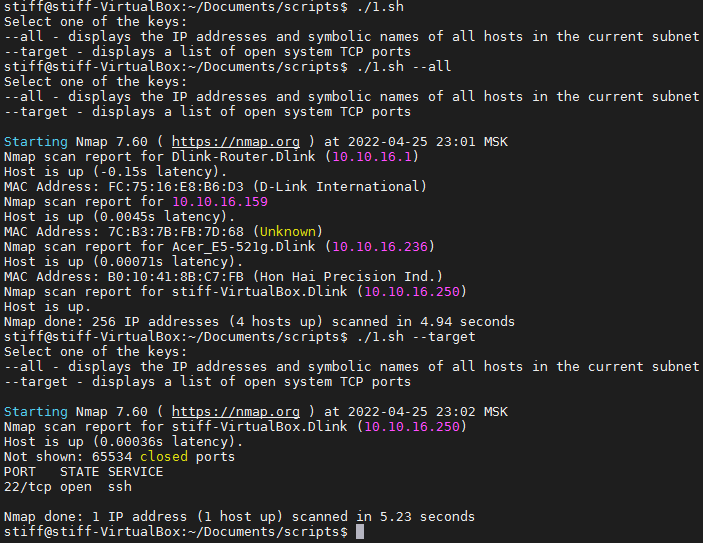 stiff@stiff-VirtualBox:~/Documents/scripts$ ./1.sh
Select one of the keys:
--all - displays the IP addresses and symbolic names of all hosts in the current subnet
--target - displays a list of open system TCP ports
stiff@stiff-VirtualBox:~/Documents/scripts$ ./1.sh --all
Select one of the keys:
--all - displays the IP addresses and symbolic names of all hosts in the current subnet
--target - displays a list of open system TCP ports
Starting Nmap 7.60 ( https://nmap.org ) at 2022-04-25 23:01 MSK
Nmap scan report for Dlink-Router.Dlink (10.10.16.1)
Host is up (-0.15s latency).
MAC Address: FC:75:16:E8:B6:D3 (D-Link International)
Nmap scan report for 10.10.16.159
Host is up (0.0045s latency).
MAC Address: 7C:B3:7B:FB:7D:68 (Unknown)
Nmap scan report for Acer_E5-521g.Dlink (10.10.16.236)
Host is up (0.00071s latency).
MAC Address: B0:10:41:8B:C7:FB (Hon Hai Precision Ind.)
Nmap scan report for stiff-VirtualBox.Dlink (10.10.16.250)
Host is up.
Nmap done: 256 IP addresses (4 hosts up) scanned in 4.94 seconds
stiff@stiff-VirtualBox:~/Documents/scripts$ ./1.sh --target
Select one of the keys:
--all - displays the IP addresses and symbolic names of all hosts in the current subnet
--target - displays a list of open system TCP ports
Starting Nmap 7.60 ( https://nmap.org ) at 2022-04-25 23:02 MSK
Nmap scan report for stiff-VirtualBox.Dlink (10.10.16.250)
Host is up (0.00036s latency).
Not shown: 65534 closed ports
PORT   STATE SERVICE
22/tcp open  ssh
Nmap done: 1 IP address (1 host up) scanned in 5.23 seconds
stiff@stiff-VirtualBox:~/Documents/scripts$